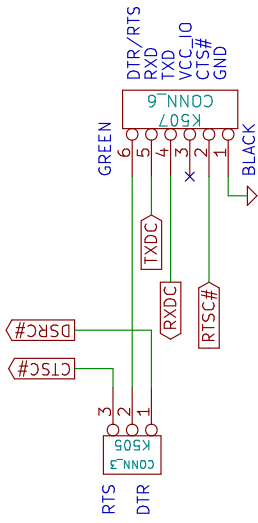 DTR/RTS
RXD
TXD
VCC_IO
CTS#
GND
CONN_6
K507
GREEN
6
5
4
3
2
1
BLACK
TXDC
RXDC
RTSC#
DSRC#
CTSC#
3
2
1
K505
CONN_3
RTS
DTR